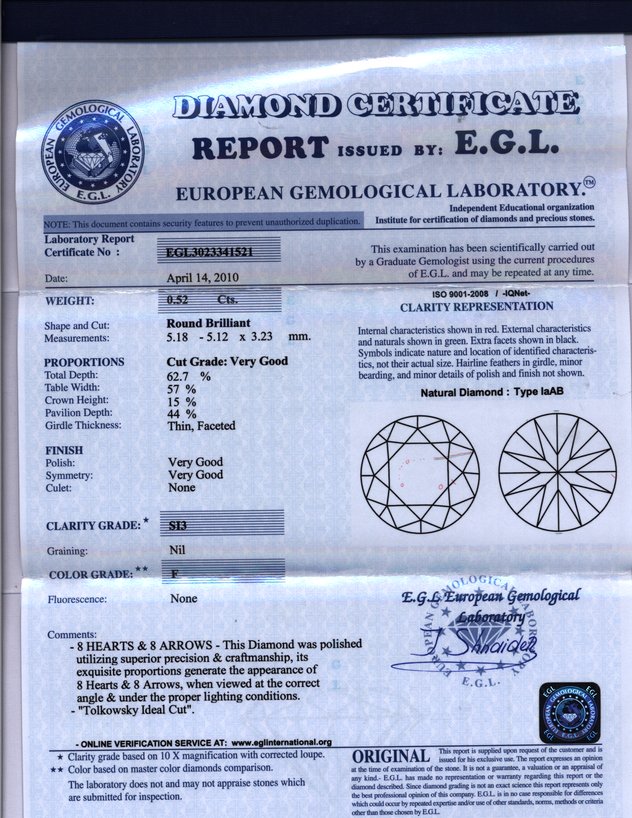 DIAMOND CERTIFICATE
REPORT ISSUED BY: E.G.L.
EUROPEAN GEMOLOGICAL LABORATORY.™
EUROPEAN GEMOLOGICAL LABORATORY
E.G.L.
Independent Educational organization
Institute for certification of diamonds and precious stones.
NOTE: This document contains security features to prevent unauthorized duplication.
Laboratory Report
Certificate No : EGL3023341521
Date: April 14, 2010
This examination has been scientifically carried out
by a Graduate Gemologist using the current procedures
of E.G.L. and may be repeated at any time.
WEIGHT: 0.52 Cts.
Shape and Cut: Round Brilliant
Measurements: 5.18 - 5.12 x 3.23 mm.
PROPORTIONS Cut Grade: Very Good
Total Depth: 62.7 %
Table Width: 57 %
Crown Height: 15 %
Pavilion Depth: 44 %
Girdle Thickness: Thin, Faceted
FINISH
Polish: Very Good
Symmetry: Very Good
Culet: None
CLARITY GRADE:* SI3
Graining: Nil
COLOR GRADE:** F
Fluorescence: None
ISO 9001-2008 / -IQNet-
CLARITY REPRESENTATION
Internal characteristics shown in red. External characteristics
and naturals shown in green. Extra facets shown in black.
Symbols indicate nature and location of identified characteris-
tics, not their actual size. Hairline feathers in girdle, minor
bearding, and minor details of polish and finish not shown.
Natural Diamond : Type IaAB
E.G.L European Gemological
Laboratory
EUROPEAN GEMOLOGICAL LABORATORY
E.G.L.
Comments:
- 8 HEARTS & 8 ARROWS - This Diamond was polished
utilizing superior precision & craftmanship, its
exquisite proportions generate the appearance of
8 Hearts & 8 Arrows, when viewed at the correct
angle & under the proper lighting conditions.
- "Tolkowsky Ideal Cut".
- ONLINE VERIFICATION SERVICE AT: www.eglinternational.org
* Clarity grade based on 10 X magnification with corrected loupe.
** Color based on master color diamonds comparison.
The laboratory does not and may not appraise stones which
are submitted for inspection.
EGL
EGL
EGL
EGL
ORIGINAL This report is supplied upon request of the customer and is
issued for his exclusive use. The report expresses an opinion
at the time of examination of the stone. It is not a guarantee, a valuation or an appraisal of
any kind.- E.G.L. has made no representation or warranty regarding this report or the
diamond described. Since diamond grading is not an exact science this report represents only
the best professional opinion of this company. E.G.L. is in no case responsible for differences
which could occur by repeated expertise and/or use of other standards, norms, methods or criteria
other than those chosen by E.G.L.